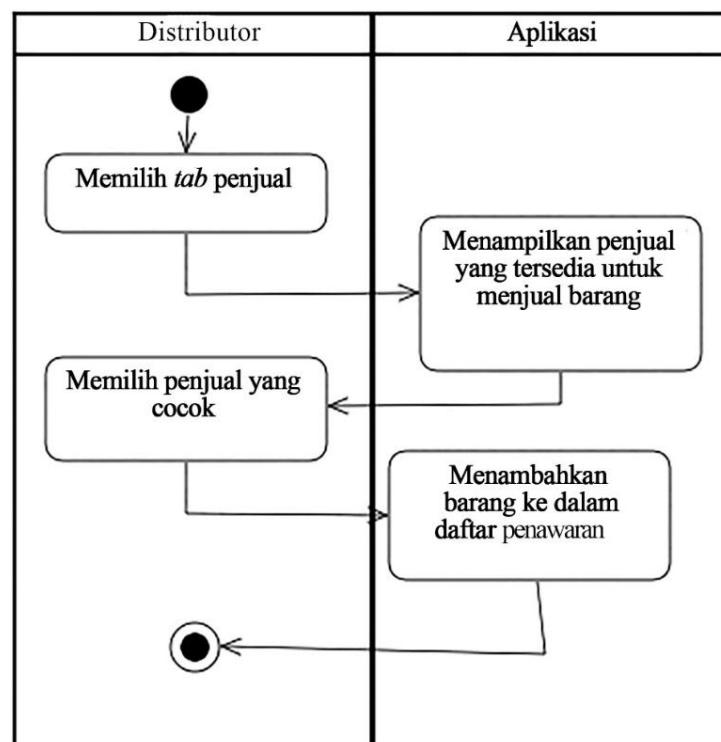 Distributor
Aplikasi
Memilih tab penjual
Menampilkan penjual
yang tersedia untuk
menjual barang
Memilih penjual yang
cocok
Menambahkan
barang ke dalam
daftar penawaran